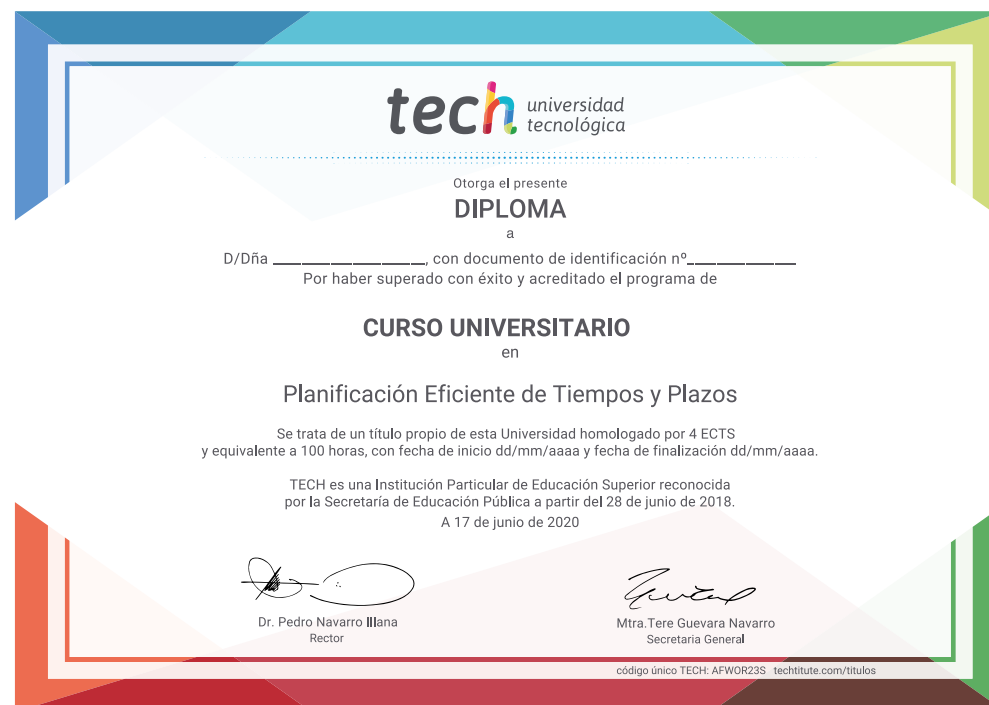 tech universidad
tecnológica
Otorga el presente
DIPLOMA
a
D/Dña ______________, con documento de identificación nº__________
Por haber superado con éxito y acreditado el programa de
CURSO UNIVERSITARIO
en
Planificación Eficiente de Tiempos y Plazos
Se trata de un título propio de esta Universidad homologado por 4 ECTS
y equivalente a 100 horas, con fecha de inicio dd/mm/aaaa y fecha de finalización dd/mm/aaaa.
TECH es una Institución Particular de Educación Superior reconocida
por la Secretaría de Educación Pública a partir del 28 de junio de 2018.
A 17 de junio de 2020
Dr. Pedro Navarro Illana
Rector
Mtra.Tere Guevara Navarro
Secretaria General
código único TECH: AFWOR23S techtitute.com/titulos